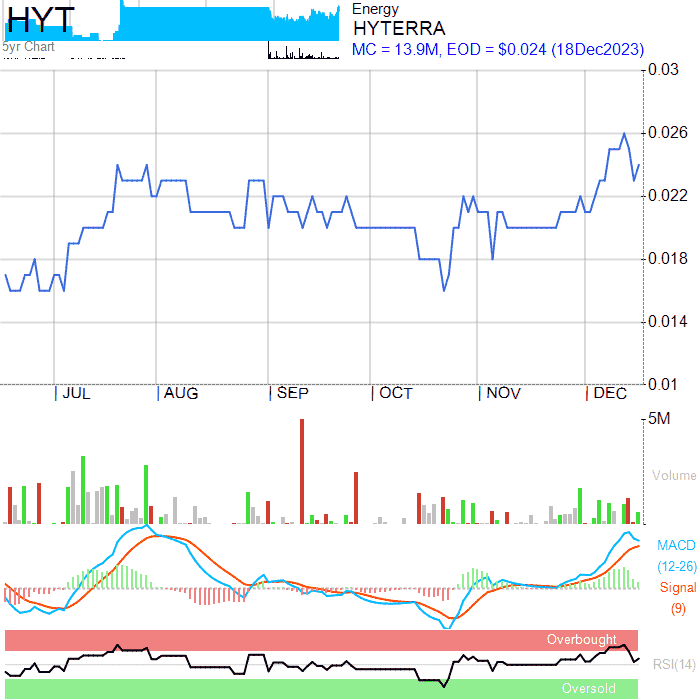 HYT
5yr Chart
Energy
HYTERRA
MC = 13.9M, EOD = $0.024 (18Dec2023)
0.03
0.026
0.022
0.018
0.014
0.01
JUL AUG SEP OCT NOV DEC
5M
Volume
MACD
(12-26)
Signal
(9)
Overbought
RSI(14)
Oversold